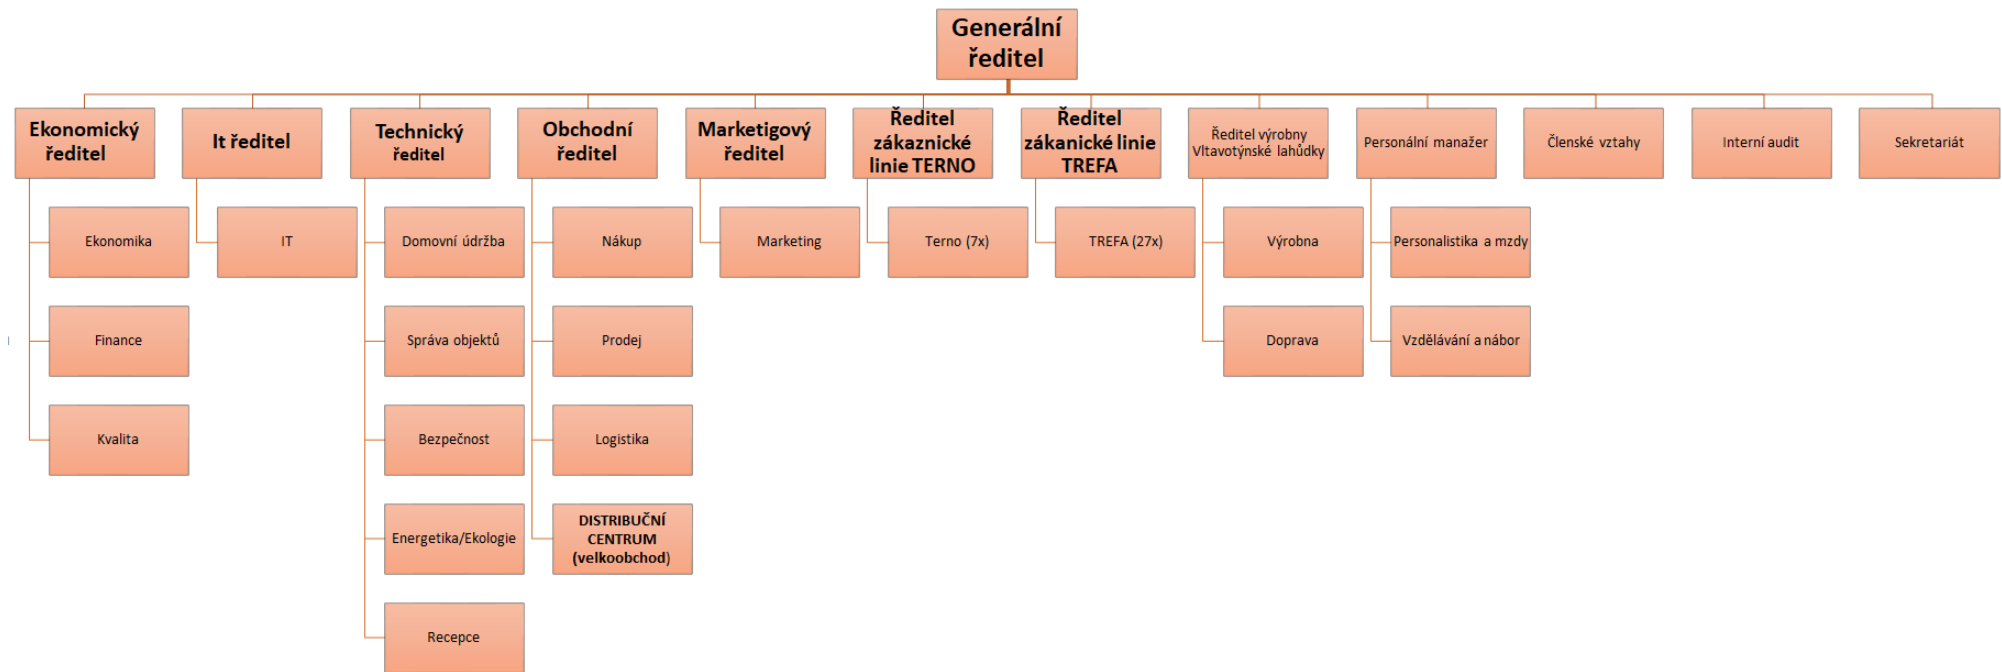 Generální
ředitel
Ekonomický
ředitel
It ředitel
Technický
ředitel
Obchodní
ředitel
Marketigový
ředitel
Ředitel
zákaznické
linie TERNO
Ředitel
zákanické linie
TREFA
Ředitel výrobny
Vltavotýnské lahůdky
Personální manažer
Členské vztahy
Interní audit
Sekretariát
Ekonomika
IT
Domovní údržba
Nákup
Marketing
Terno (7x)
TREFA (27x)
Výrobna
Personalistika a mzdy
Finance
Správa objektů
Prodej
Doprava
Vzdělávání a nábor
Kvalita
Bezpečnost
Logistika
Energetika/Ekologie
DISTRIBUČNÍ
CENTRUM
(velkoobchod)
Recepce